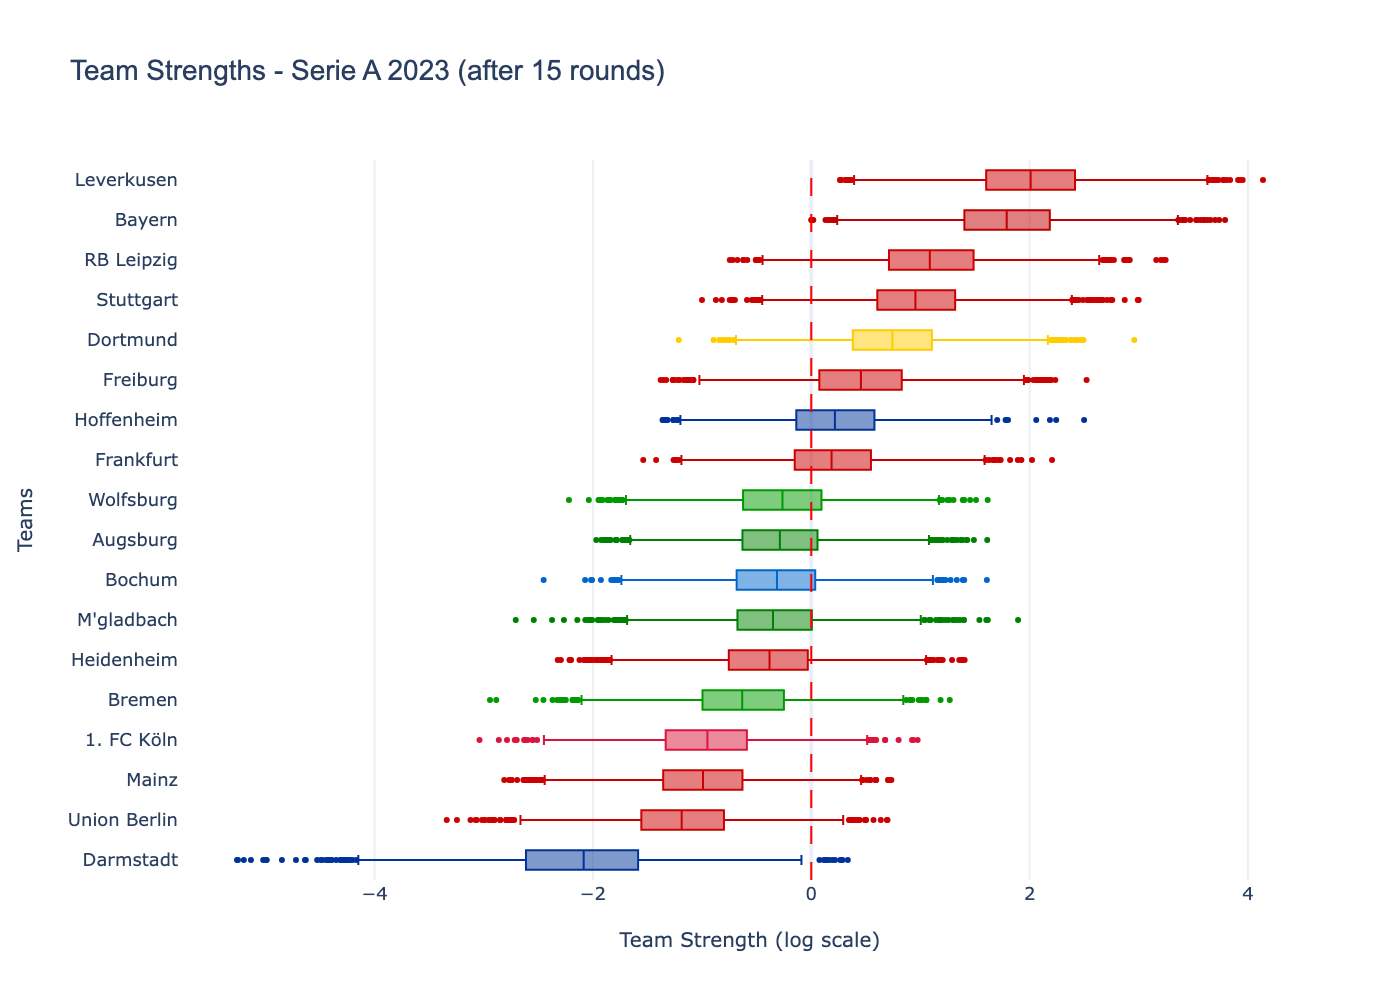 Team Strengths - Serie A 2023 (after 15 rounds)
Leverkusen
Bayern
RB Leipzig
Stuttgart
Dortmund
Freiburg
Hoffenheim
Frankfurt
Wolfsburg
Augsburg
Bochum
M'gladbach
Heidenheim
Bremen
1. FC Köln
Mainz
Union Berlin
Darmstadt
Teams
−4 −2 0 2 4
Team Strength (log scale)